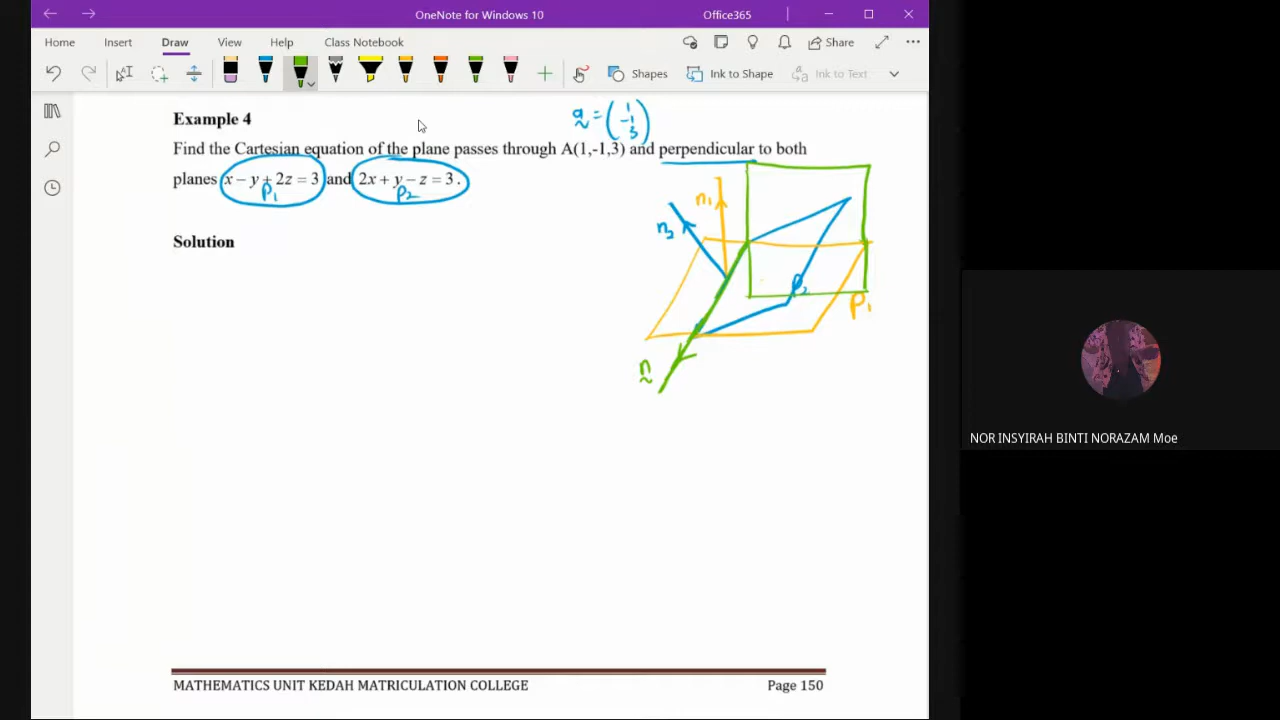 OneNote for Windows 10
Office365
Home Insert Draw View Help Class Notebook
Share
Shapes
Ink to Shape
Ink to Text
Example 4
a = (1 -1 3)
Find the Cartesian equation of the plane passes through A(1,-1,3) and perpendicular to both
planes x − y + 2z = 3 and 2x + y − z = 3.
P1
P2
Solution
n1
n2
P2
P1
n
NOR INSYIRAH BINTI NORAZAM Moe
MATHEMATICS UNIT KEDAH MATRICULATION COLLEGE
Page 150